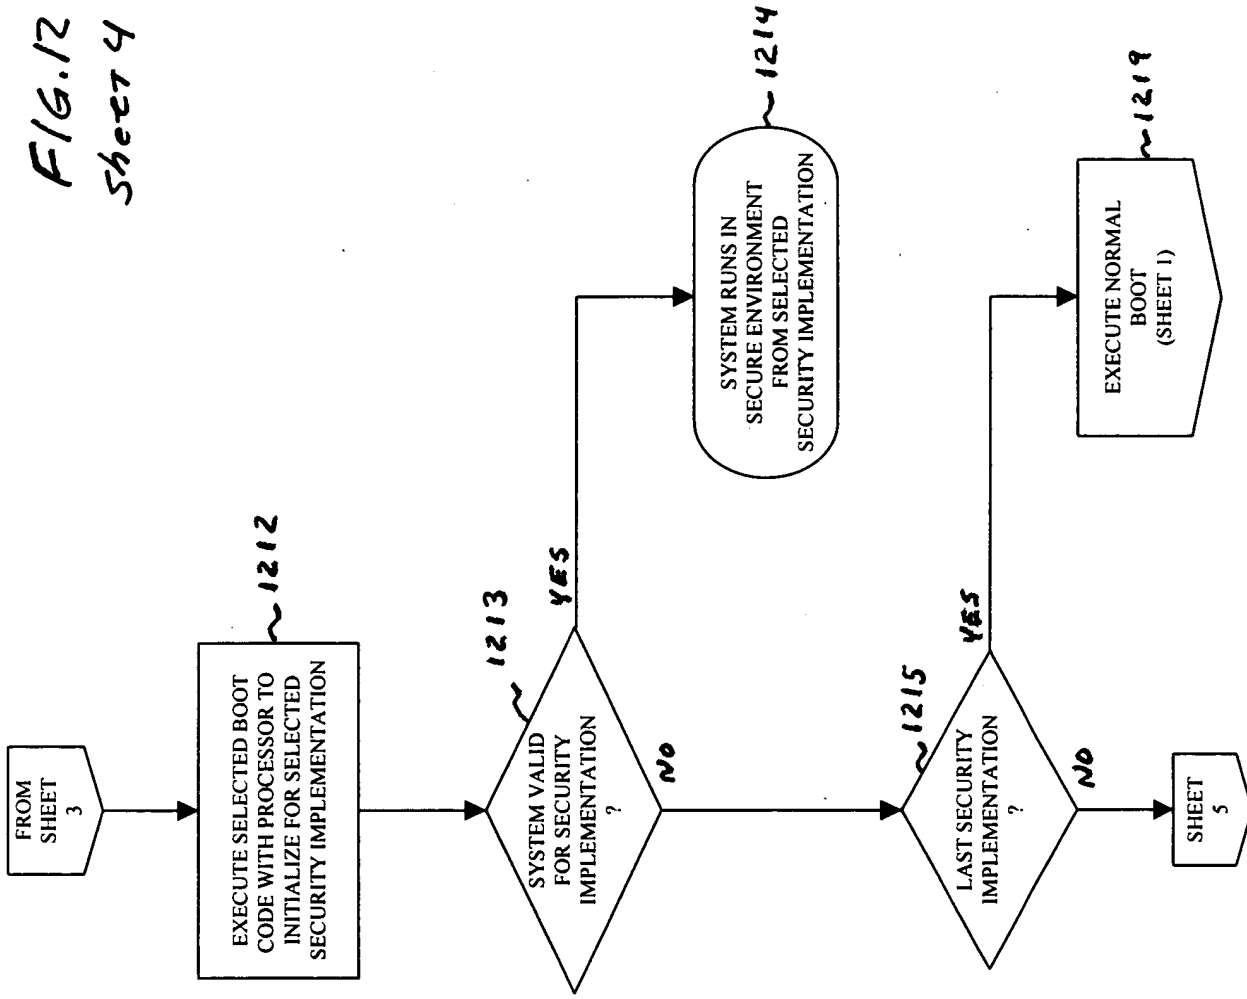 FIG.12
Sheet 4
FROM
SHEET
3
EXECUTE SELECTED BOOT
CODE WITH PROCESSOR TO
INITIALIZE FOR SELECTED
SECURITY IMPLEMENTATION
1212
SYSTEM VALID
FOR SECURITY
IMPLEMENTATION
?
1213
YES
NO
SYSTEM RUNS IN
SECURE ENVIRONMENT
FROM SELECTED
SECURITY IMPLEMENTATION
1214
LAST SECURITY
IMPLEMENTATION
?
1215
YES
NO
EXECUTE NORMAL
BOOT
(SHEET 1)
1219
SHEET
5